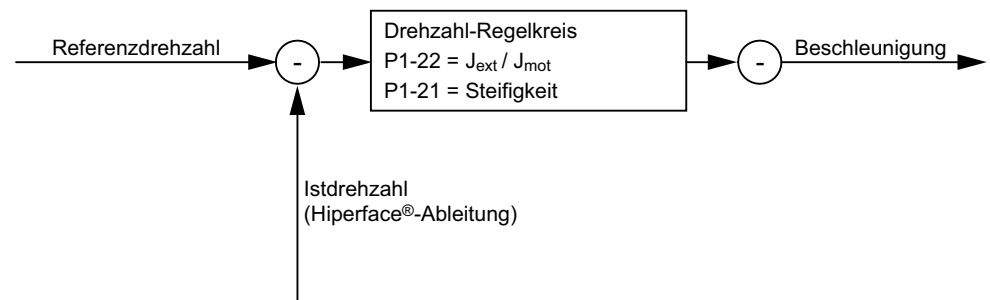 Referenzdrehzahl
-
Drehzahl-Regelkreis
P1-22 = Jext / Jmot
P1-21 = Steifigkeit
-
Beschleunigung
Istdrehzahl
(Hiperface®-Ableitung)